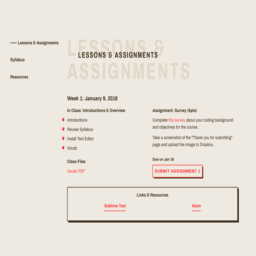 Lessons & Assignments
Syllabus
Resources
LESSONS &
ASSIGNMENTS
LESSONS & ASSIGNMENTS
Week 1: January 9, 2018
In Class: Introductions & Overview
Introductions
Review Syllabus
Install Text Editor
Vocab
Class Files
Vocab PDF
Assignment: Survey (5pts)
Complete this survey about your coding background
and objectives for the course.
Take a screenshot of the "Thank you for submitting"
page and upload the image to Dropbox.
Due on Jan 16
SUBMIT ASSIGNMENT 1
Links & Resources
Sublime Text
Atom